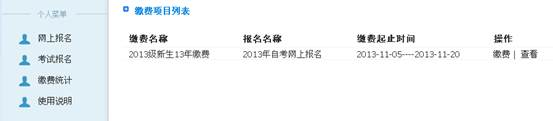 个人菜单
网上报名
考试报名
缴费统计
使用说明
缴费项目列表
缴费名称 报名名称 缴费起止时间 操作
2013级新生13年缴费 2013年自考网上报名 2013-11-05----2013-11-20 缴费 | 查看